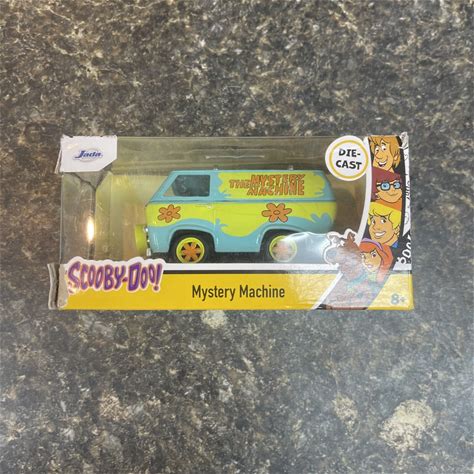 Jada
DIE-
CAST
THE MYSTERY
MACHINE
SCOOBY-DOO!
Mystery Machine
8+